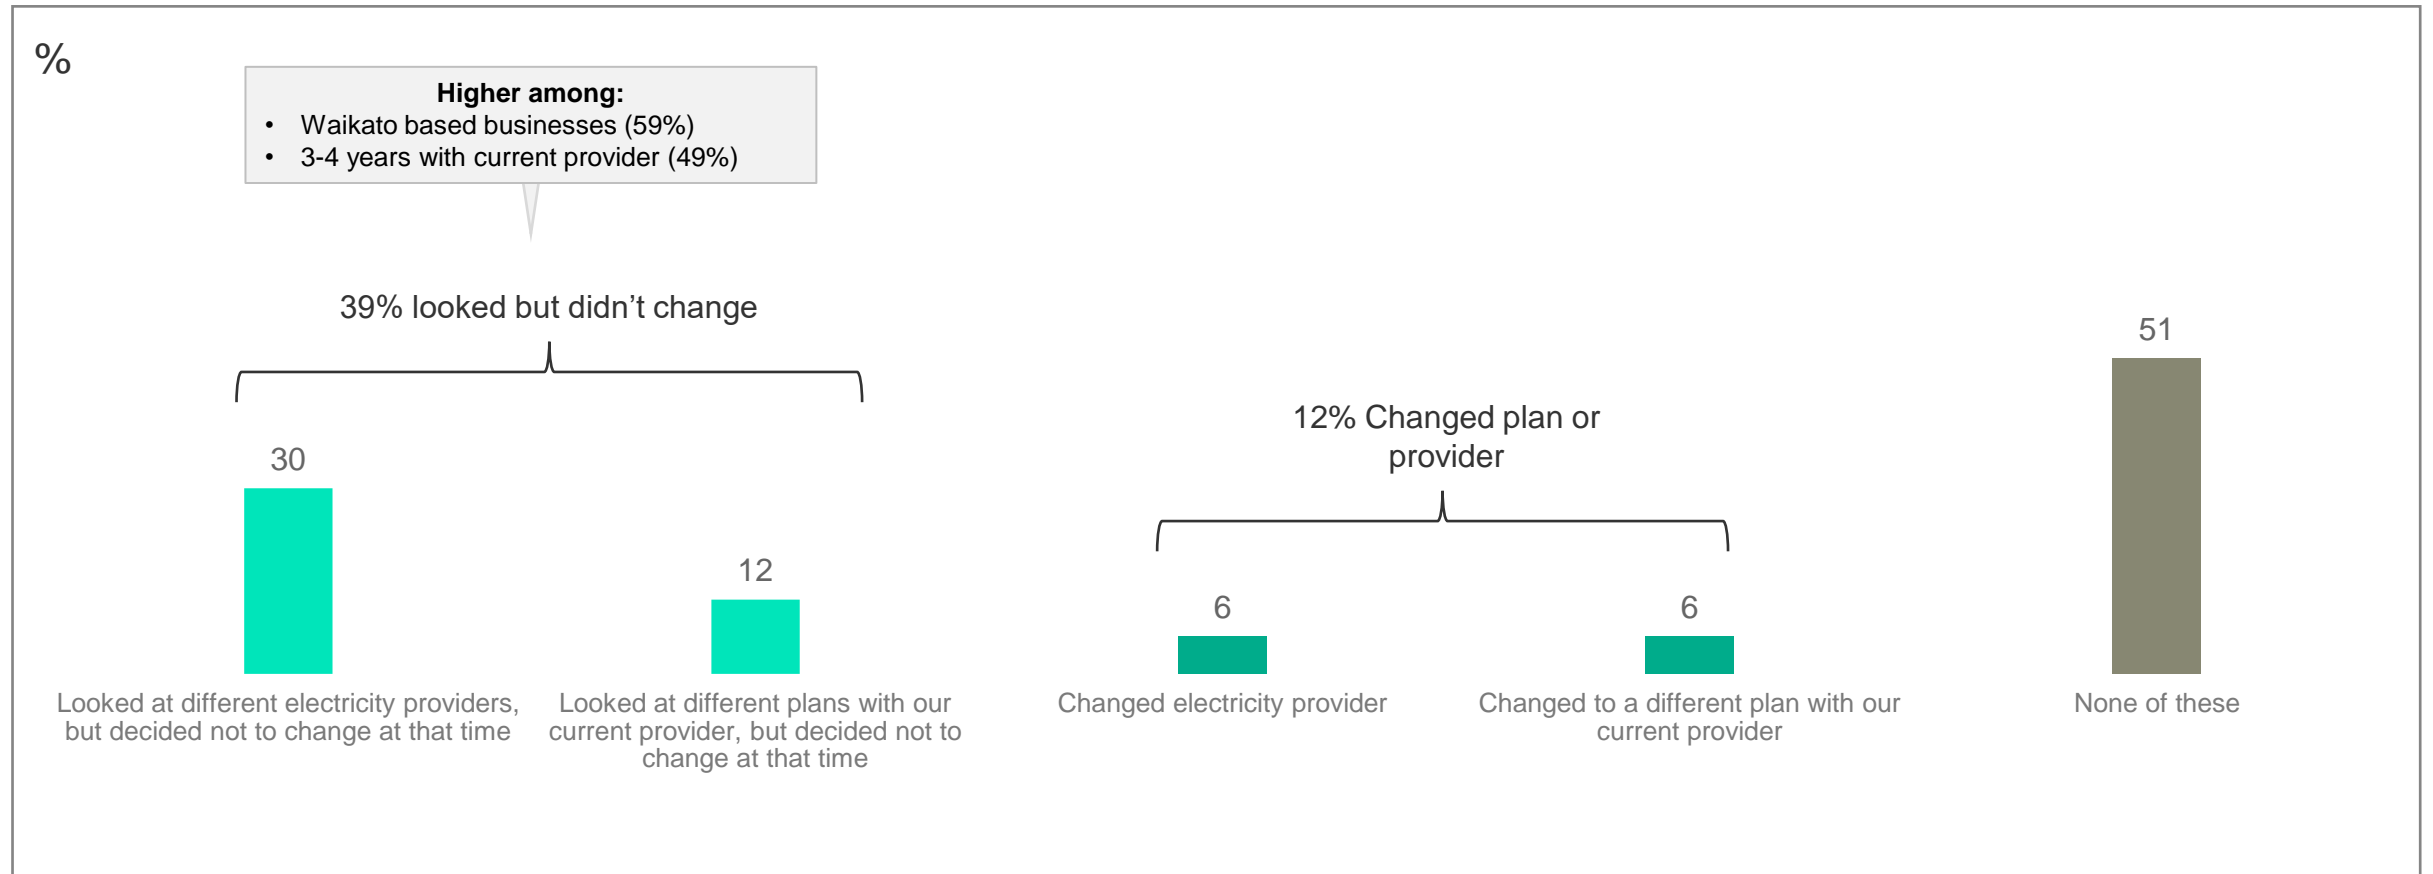 %
Higher among:
• Waikato based businesses (59%)
• 3-4 years with current provider (49%)
39% looked but didn’t change
30
12
12% Changed plan or
provider
6
6
51
Looked at different electricity providers,
but decided not to change at that time
Looked at different plans with our
current provider, but decided not to
change at that time
Changed electricity provider
Changed to a different plan with our
current provider
None of these